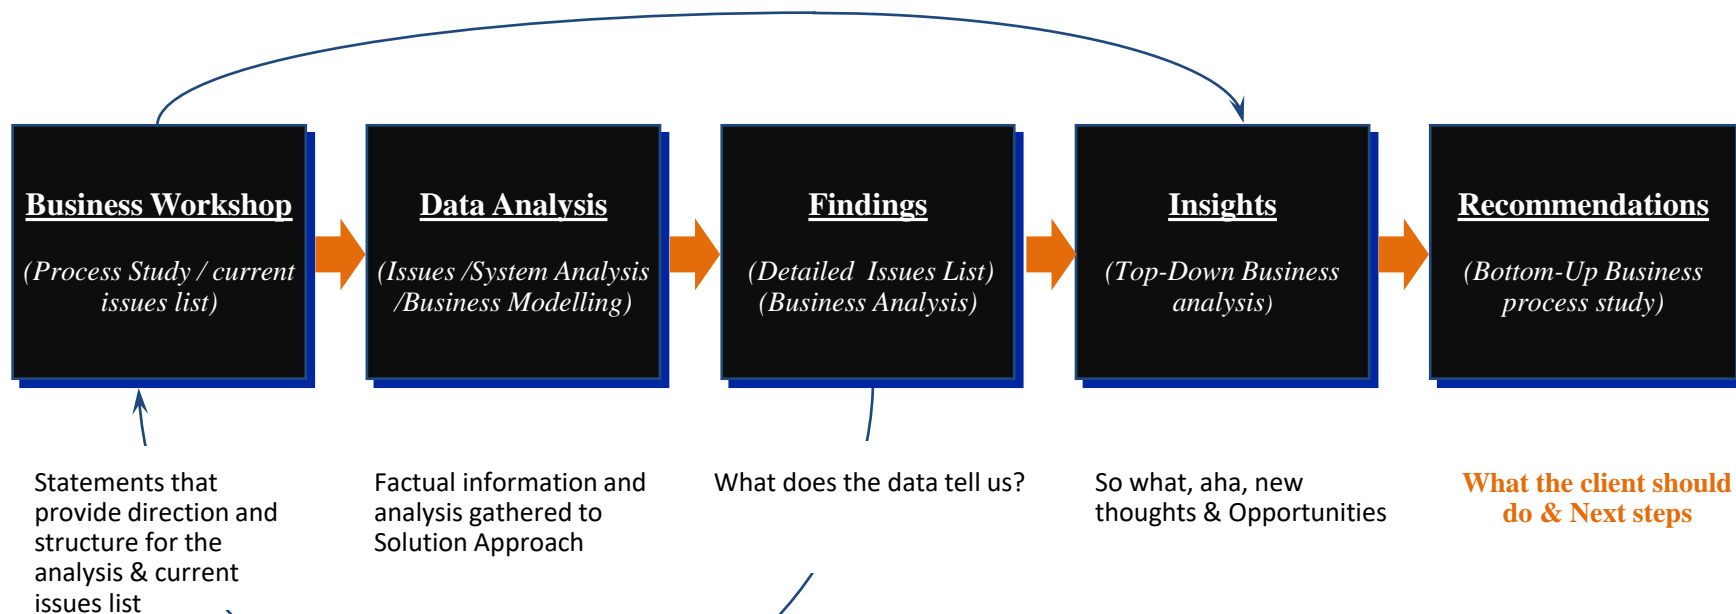 Business Workshop
(Process Study / current
issues list)
Data Analysis
(Issues /System Analysis
/Business Modelling)
Findings
(Detailed  Issues List)
(Business Analysis)
Insights
(Top-Down Business
analysis)
Recommendations
(Bottom-Up Business
process study)
Statements that
provide direction and
structure for the
analysis & current
issues list
Factual information and
analysis gathered to
Solution Approach
What does the data tell us?
So what, aha, new
thoughts & Opportunities
What the client should
do & Next steps